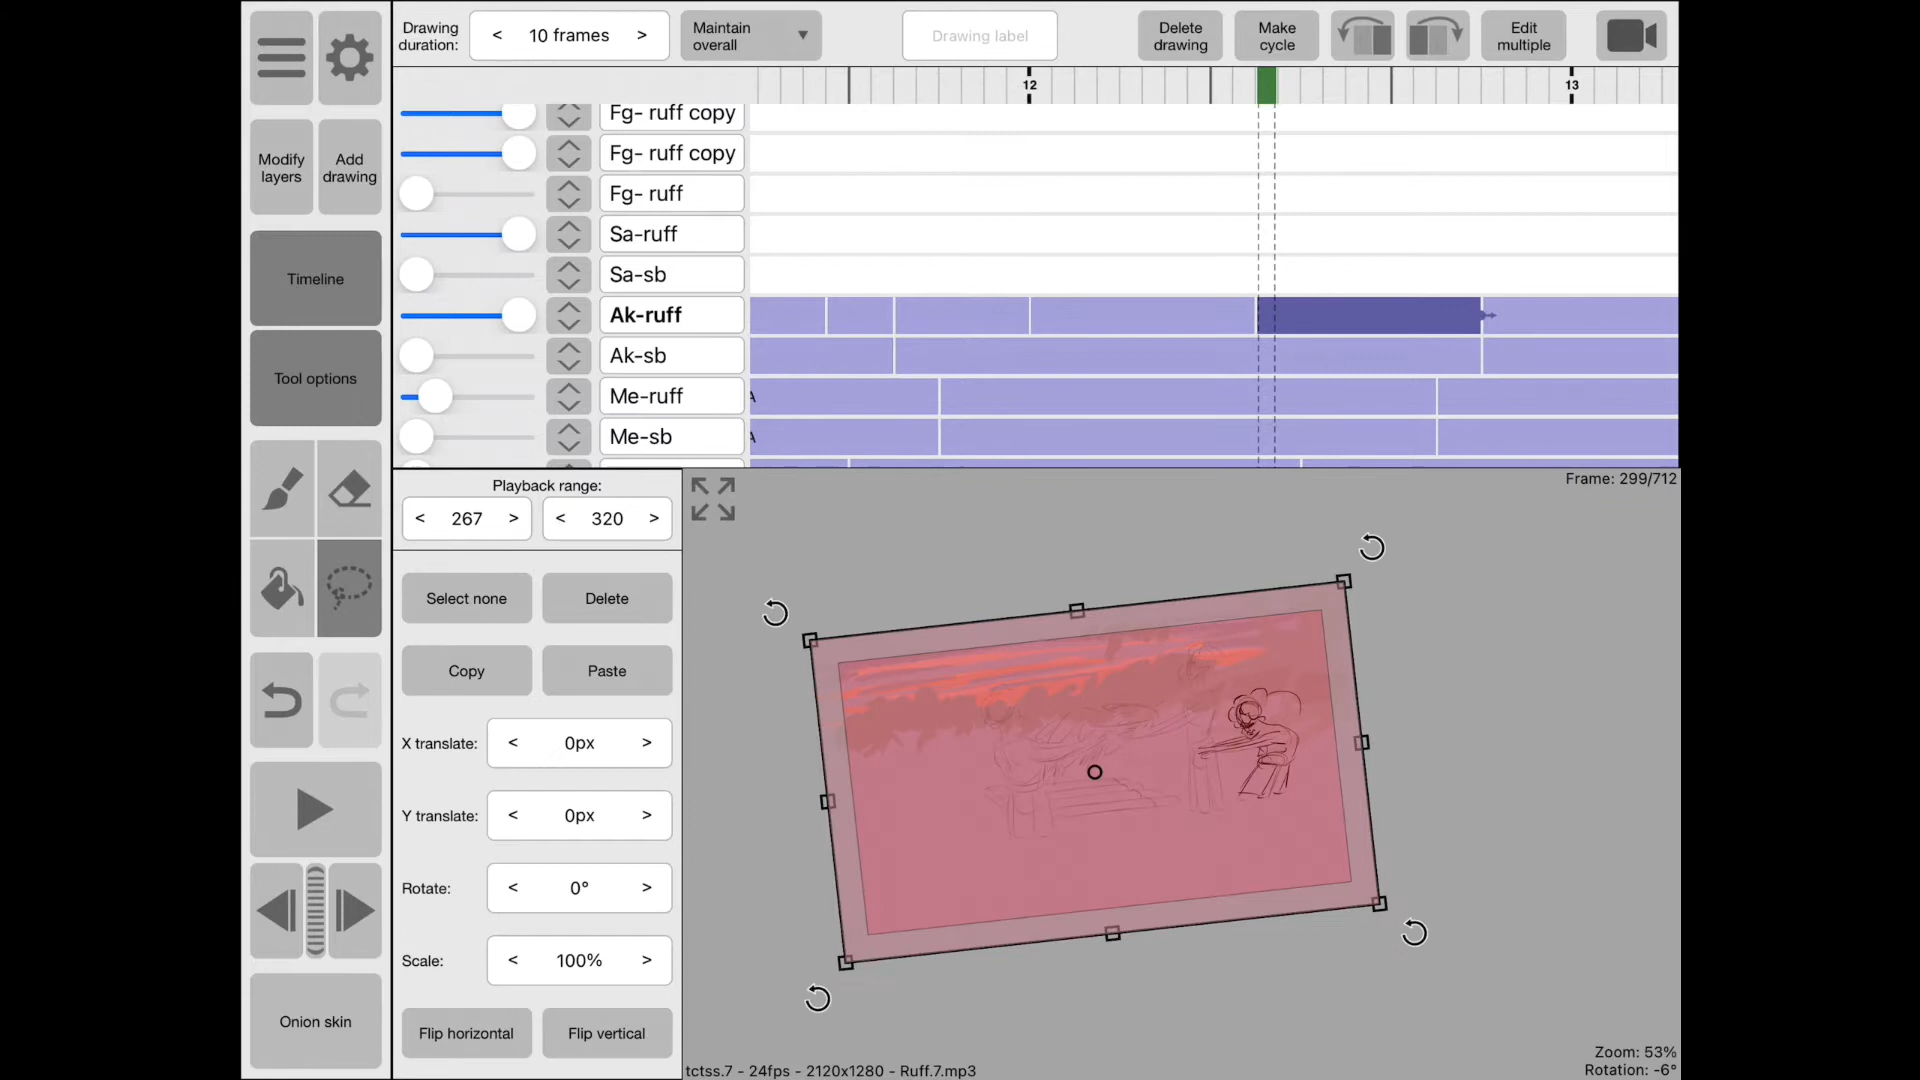 Drawing duration:
< 10 frames >
Maintain overall
Drawing label
Delete drawing
Make cycle
Edit multiple
12
13
Modify layers
Add drawing
Fg- ruff copy
Fg- ruff copy
Fg- ruff
Sa-ruff
Sa-sb
Ak-ruff
Ak-sb
Me-ruff
Me-sb
Timeline
Tool options
Playback range:
< 267 >
< 320 >
Frame: 299/712
Select none
Delete
Copy
Paste
X translate:
< 0px >
Y translate:
< 0px >
Rotate:
< 0° >
Scale:
< 100% >
Flip horizontal
Flip vertical
Onion skin
Zoom: 53%
Rotation: -6°
tctss.7 - 24fps - 2120x1280 - Ruff.7.mp3